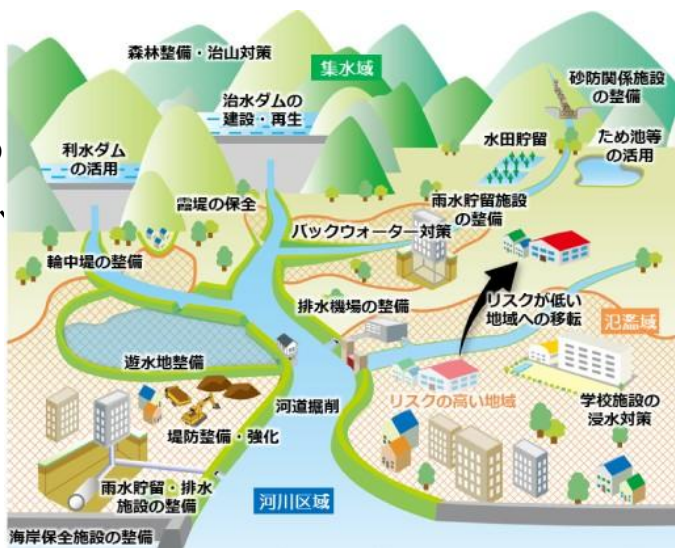 森林整備・治山対策
集水域
砂防関係施設
の整備
治水ダムの
建設・再生
水田貯留
ため池等
の活用
利水ダム
の活用
霞堤の保全
雨水貯留施設
の整備
バックウォーター対策
輪中堤の整備
排水機場の整備
リスクが低い
地域への移転
氾濫域
遊水地整備
リスクの高い地域
学校施設の
浸水対策
河道掘削
堤防整備・強化
雨水貯留・排水
施設の整備
河川区域
海岸保全施設の整備